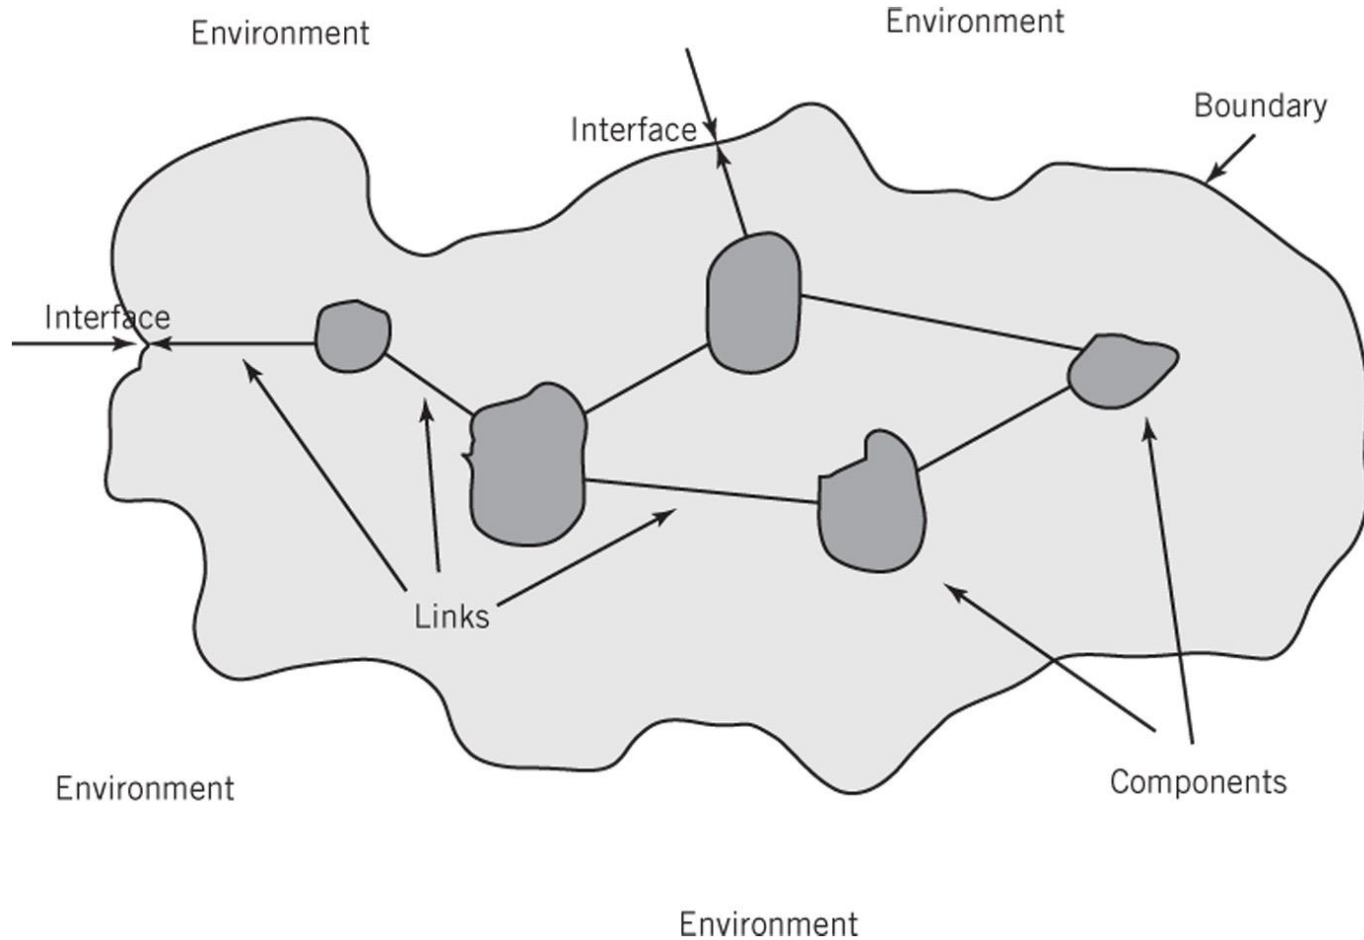 Environment
Environment
Boundary
Interface
Interface
Links
Components
Environment
Environment